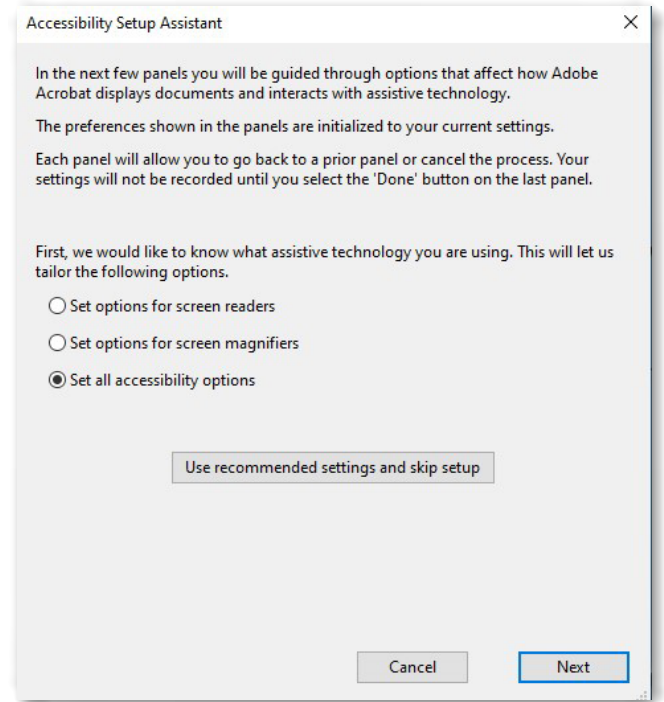 Accessibility Setup Assistant
In the next few panels you will be guided through options that affect how Adobe
Acrobat displays documents and interacts with assistive technology.
The preferences shown in the panels are initialized to your current settings.
Each panel will allow you to go back to a prior panel or cancel the process. Your
settings will not be recorded until you select the 'Done' button on the last panel.
First, we would like to know what assistive technology you are using. This will let us
tailor the following options.
Set options for screen readers
Set options for screen magnifiers
Set all accessibility options
Use recommended settings and skip setup
Cancel Next